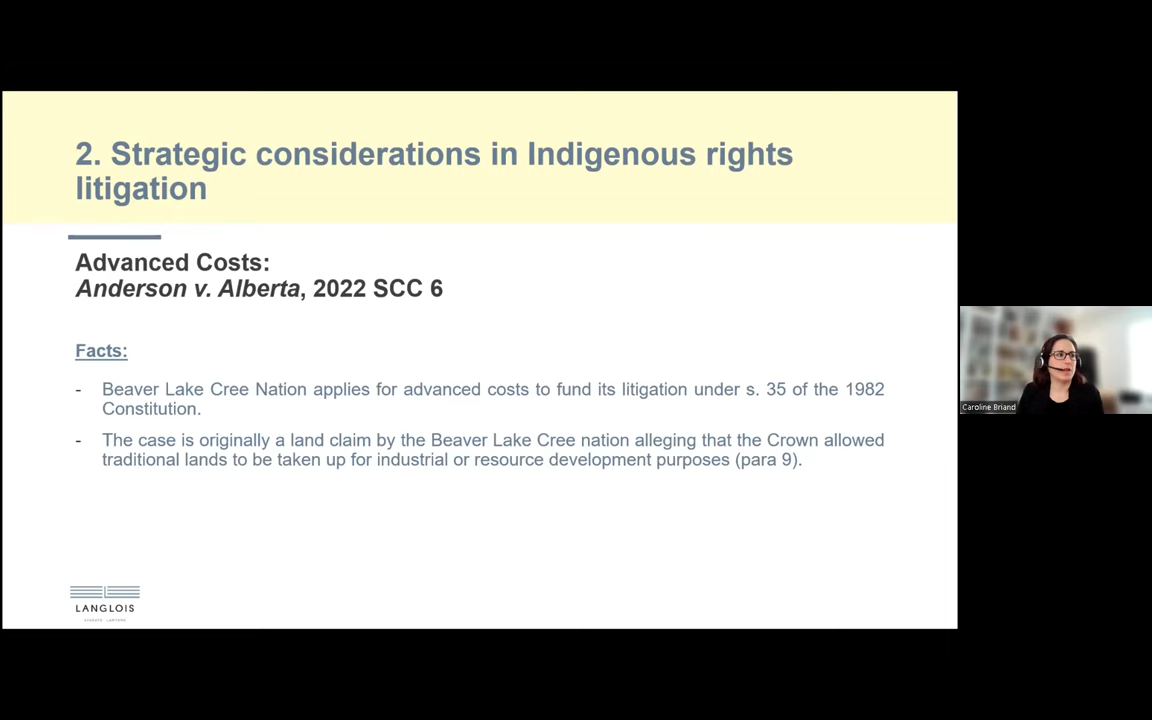 2. Strategic considerations in Indigenous rights
litigation
Advanced Costs:
Anderson v. Alberta, 2022 SCC 6
Facts:
- Beaver Lake Cree Nation applies for advanced costs to fund its litigation under s. 35 of the 1982
Constitution.
- The case is originally a land claim by the Beaver Lake Cree nation alleging that the Crown allowed
traditional lands to be taken up for industrial or resource development purposes (para 9).
Caroline Briand
LANGLOIS